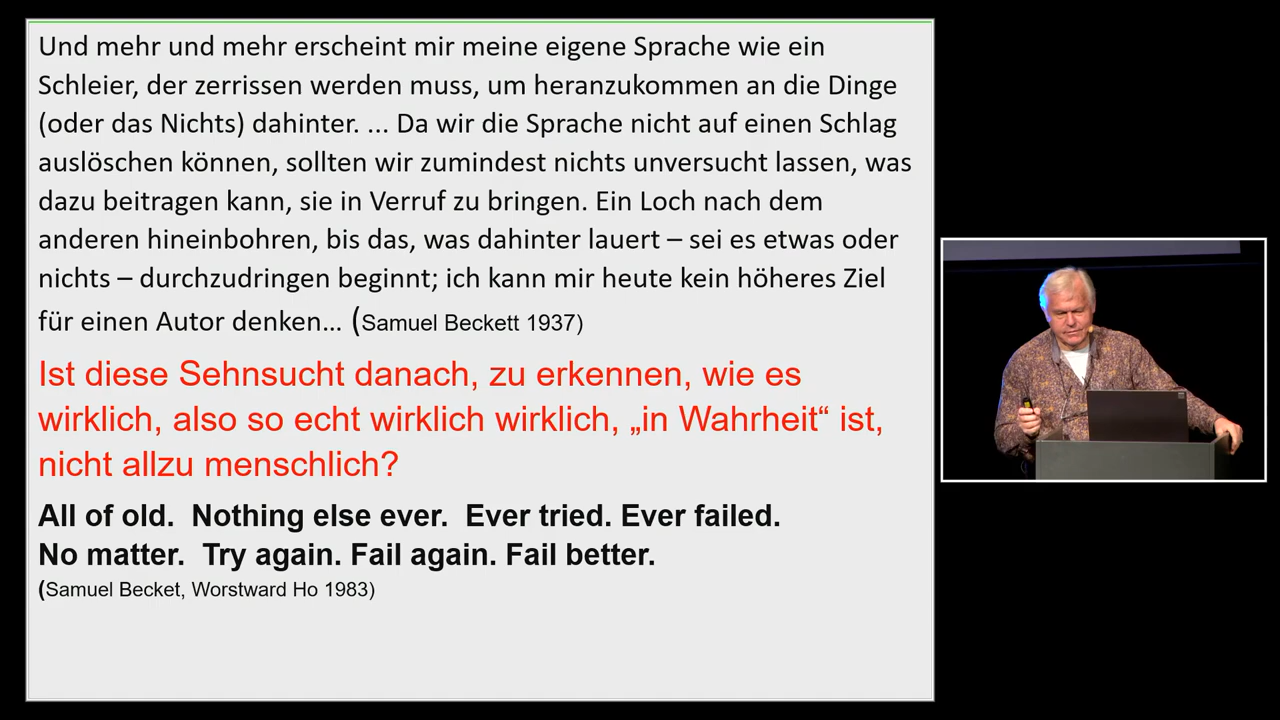 Und mehr und mehr erscheint mir meine eigene Sprache wie ein
Schleier, der zerrissen werden muss, um heranzukommen an die Dinge
(oder das Nichts) dahinter. ... Da wir die Sprache nicht auf einen Schlag
auslöschen können, sollten wir zumindest nichts unversucht lassen, was
dazu beitragen kann, sie in Verruf zu bringen. Ein Loch nach dem
anderen hineinbohren, bis das, was dahinter lauert – sei es etwas oder
nichts – durchzudringen beginnt; ich kann mir heute kein höheres Ziel
für einen Autor denken... (Samuel Beckett 1937)
Ist diese Sehnsucht danach, zu erkennen, wie es
wirklich, also so echt wirklich wirklich, „in Wahrheit“ ist,
nicht allzu menschlich?
All of old. Nothing else ever. Ever tried. Ever failed.
No matter. Try again. Fail again. Fail better.
(Samuel Becket, Worstward Ho 1983)